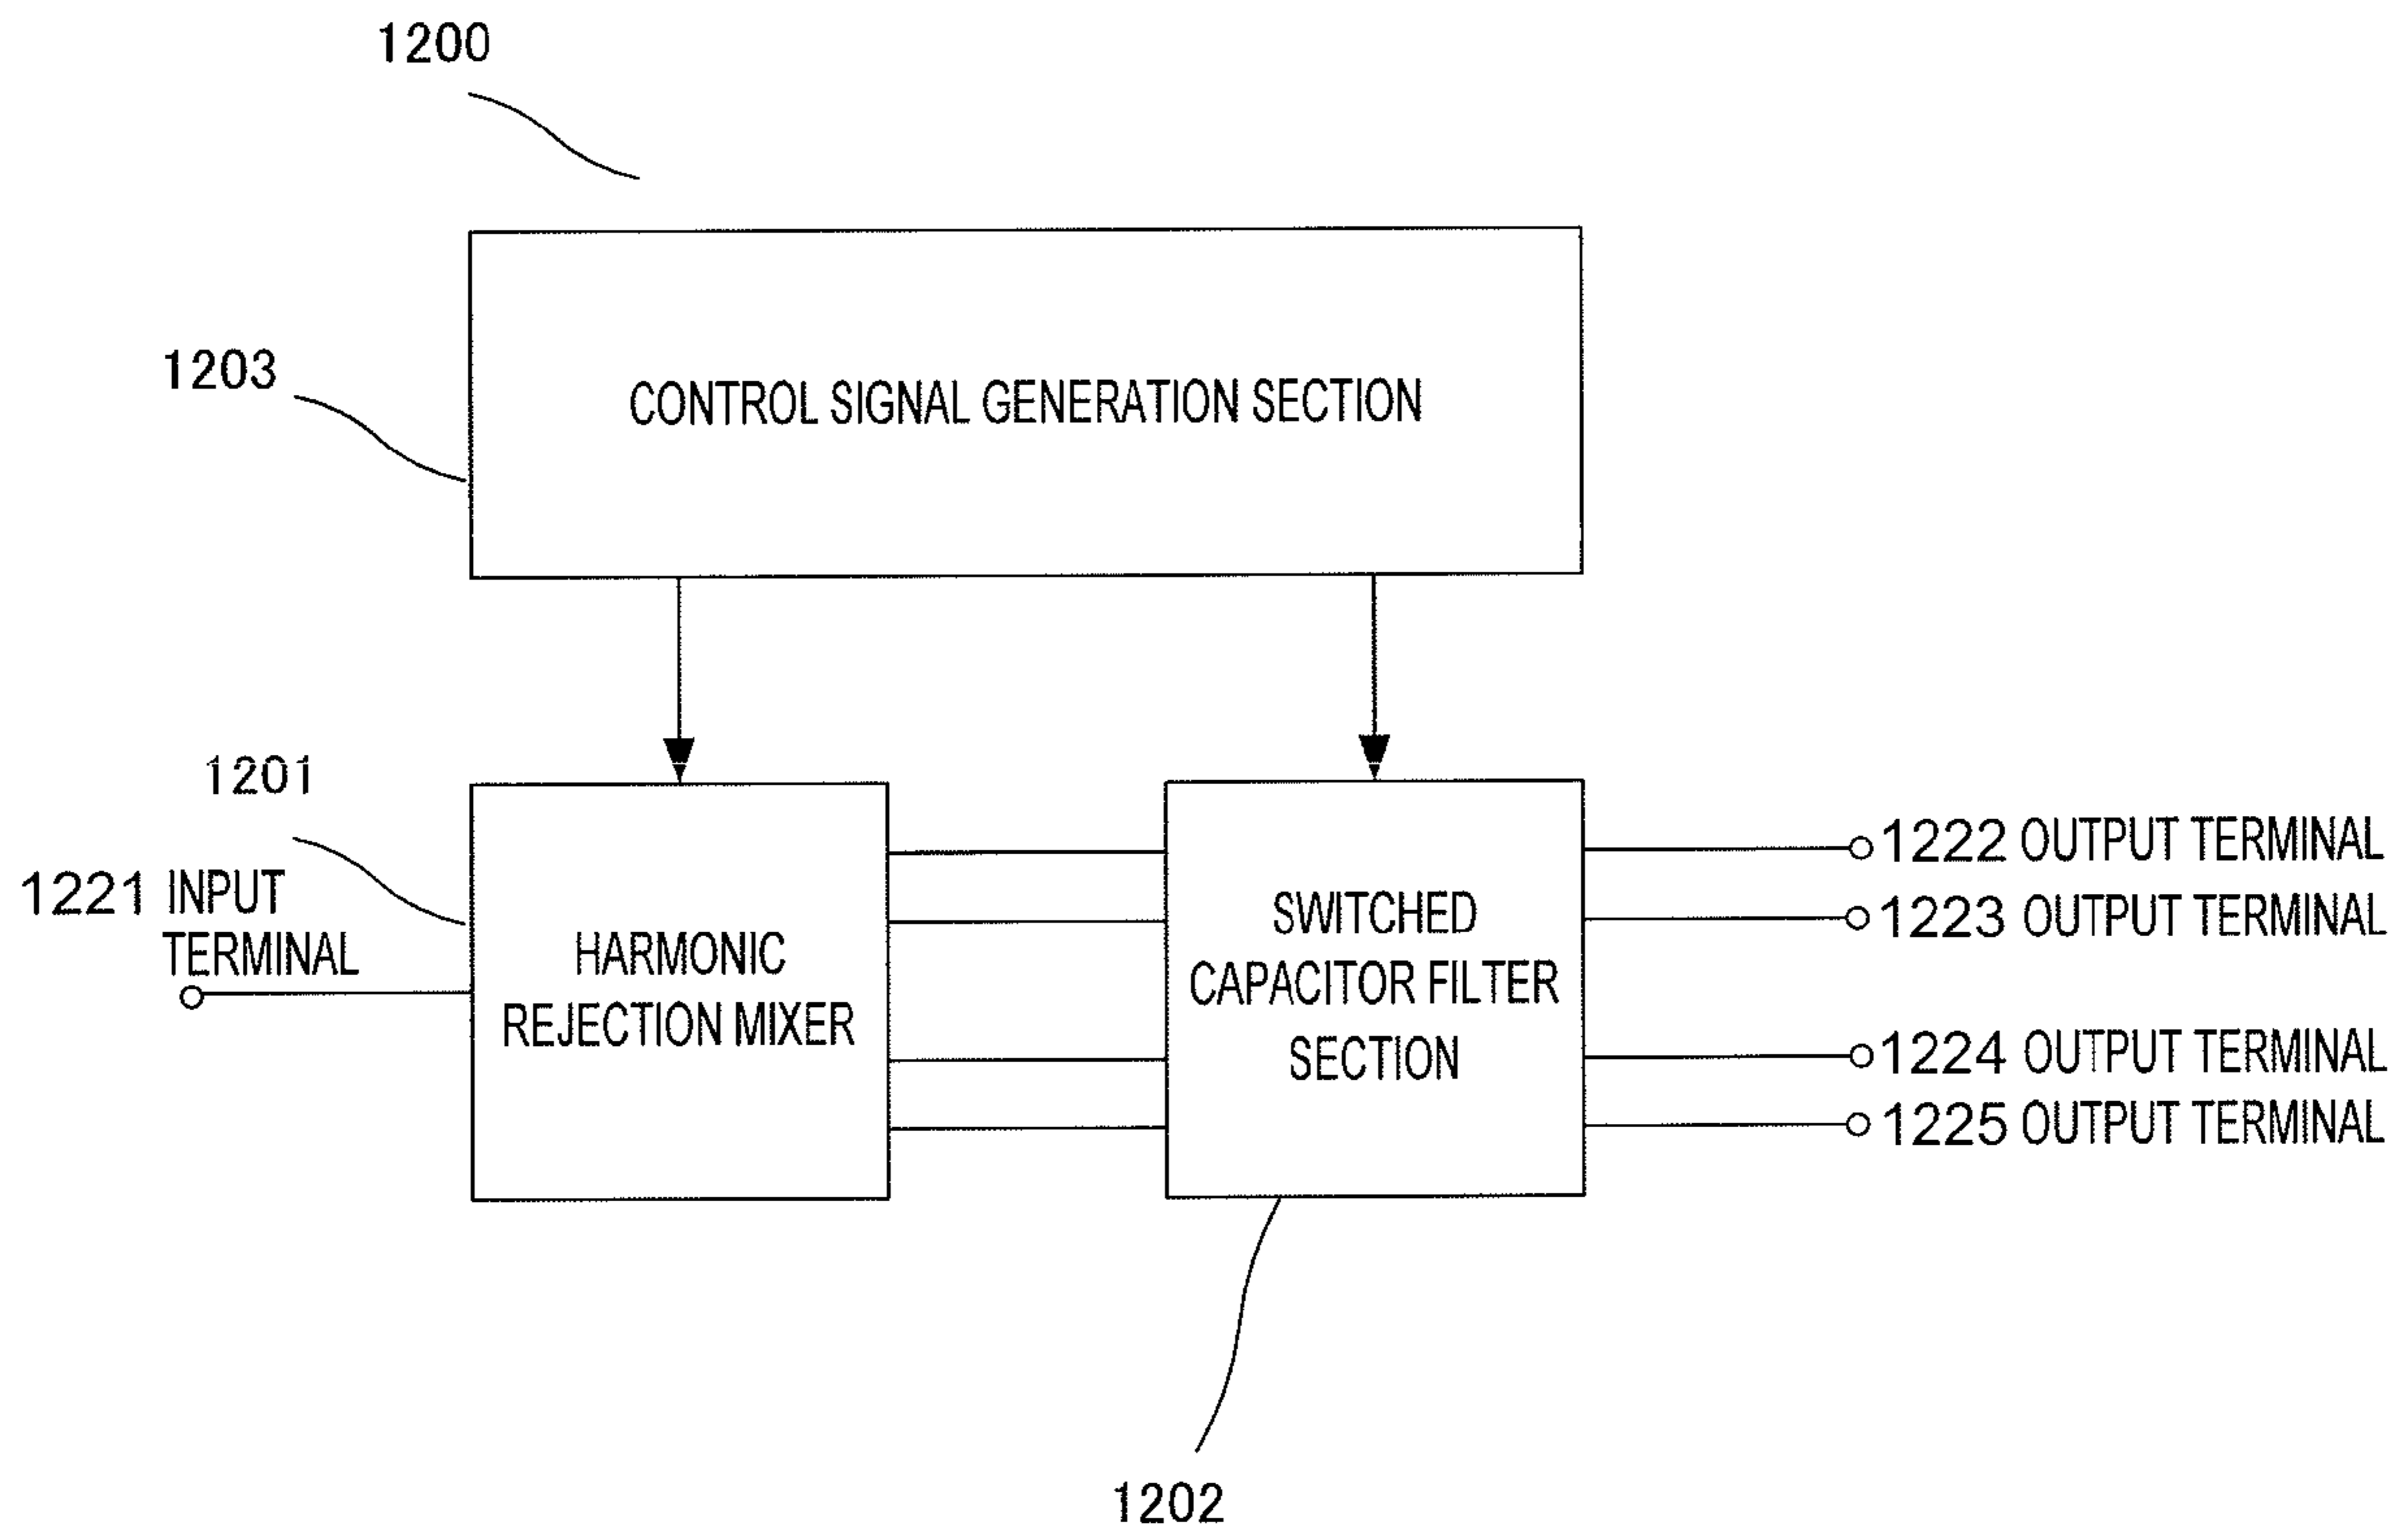 1200
1203
CONTROL SIGNAL GENERATION SECTION
1201
1221 INPUT
TERMINAL
HARMONIC
REJECTION MIXER
SWITCHED
CAPACITOR FILTER
SECTION
1222 OUTPUT TERMINAL
1223 OUTPUT TERMINAL
1224 OUTPUT TERMINAL
1225 OUTPUT TERMINAL
1202